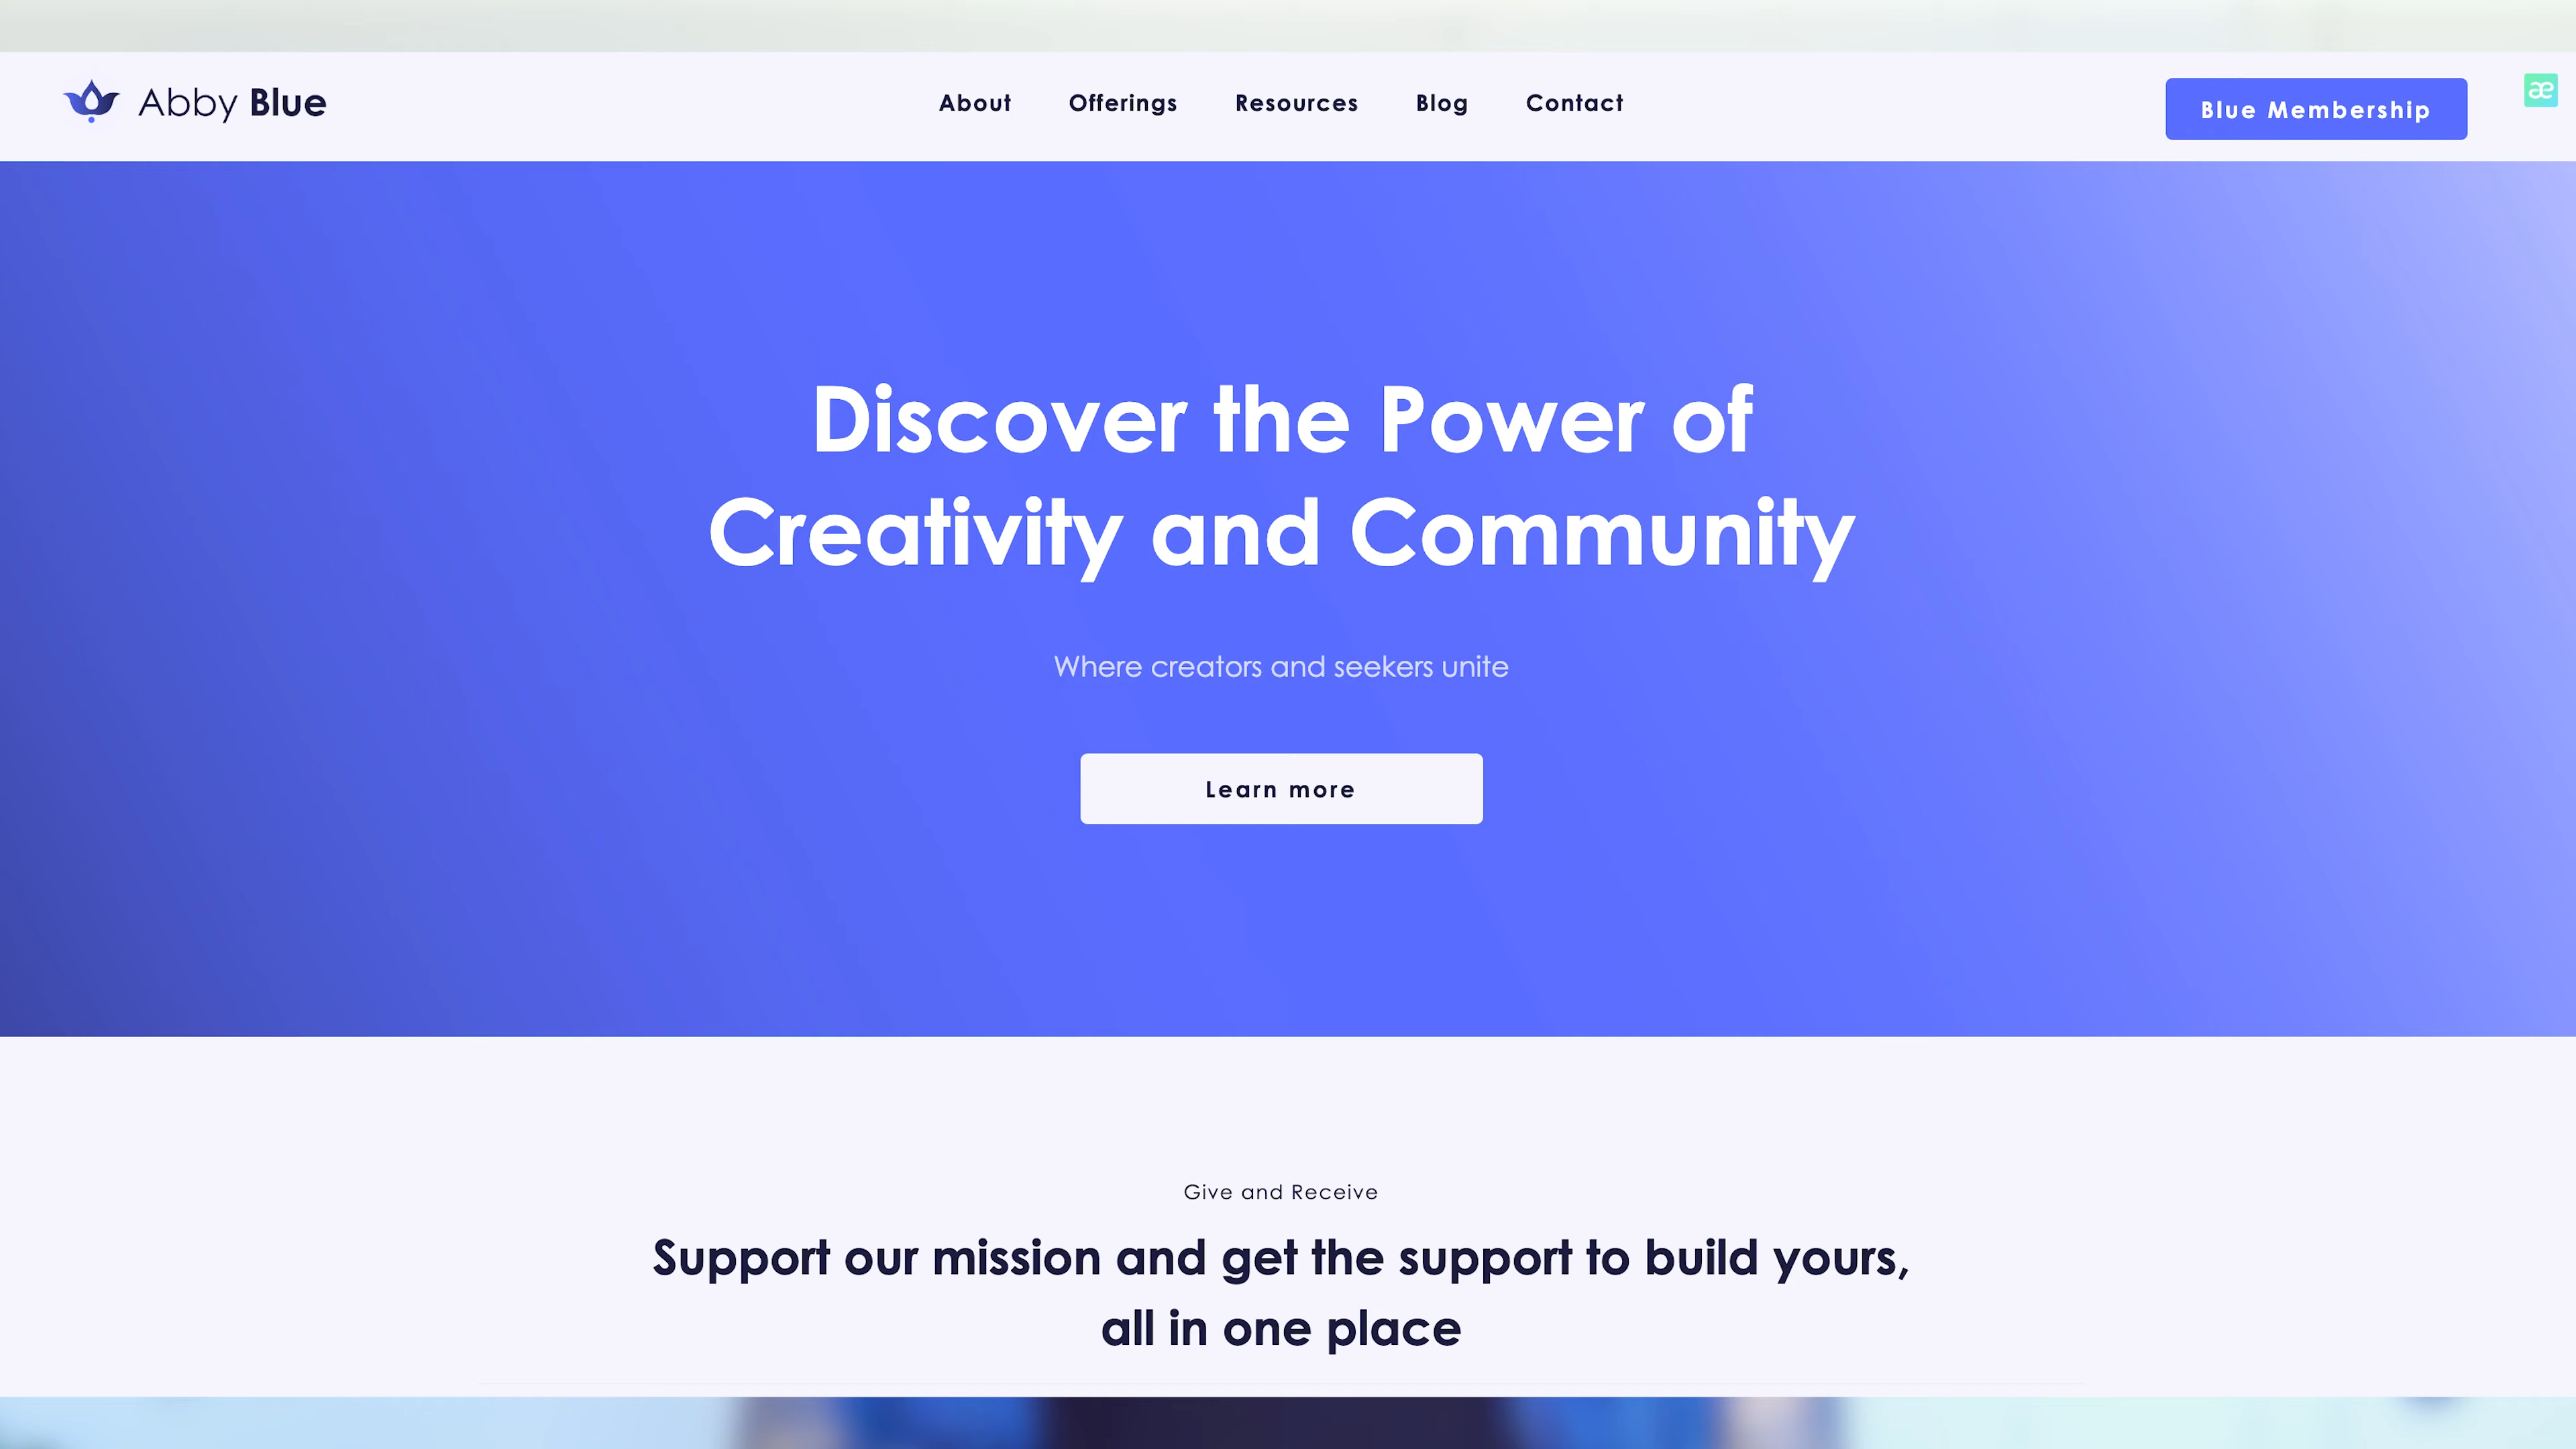 Abby Blue
About Offerings Resources Blog Contact
Blue Membership
æ
Discover the Power of
Creativity and Community
Where creators and seekers unite
Learn more
Give and Receive
Support our mission and get the support to build yours,
all in one place